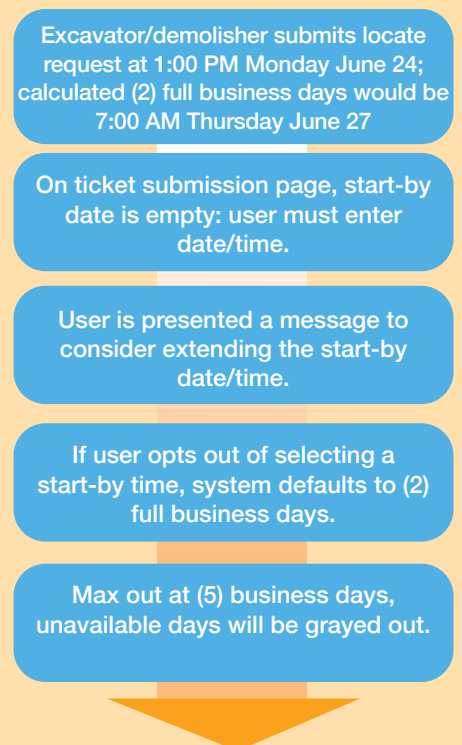 Excavator/demolisher submits locate
request at 1:00 PM Monday June 24;
calculated (2) full business days would be
7:00 AM Thursday June 27
On ticket submission page, start-by
date is empty: user must enter
date/time.
User is presented a message to
consider extending the start-by
date/time.
If user opts out of selecting a
start-by time, system defaults to (2)
full business days.
Max out at (5) business days,
unavailable days will be grayed out.